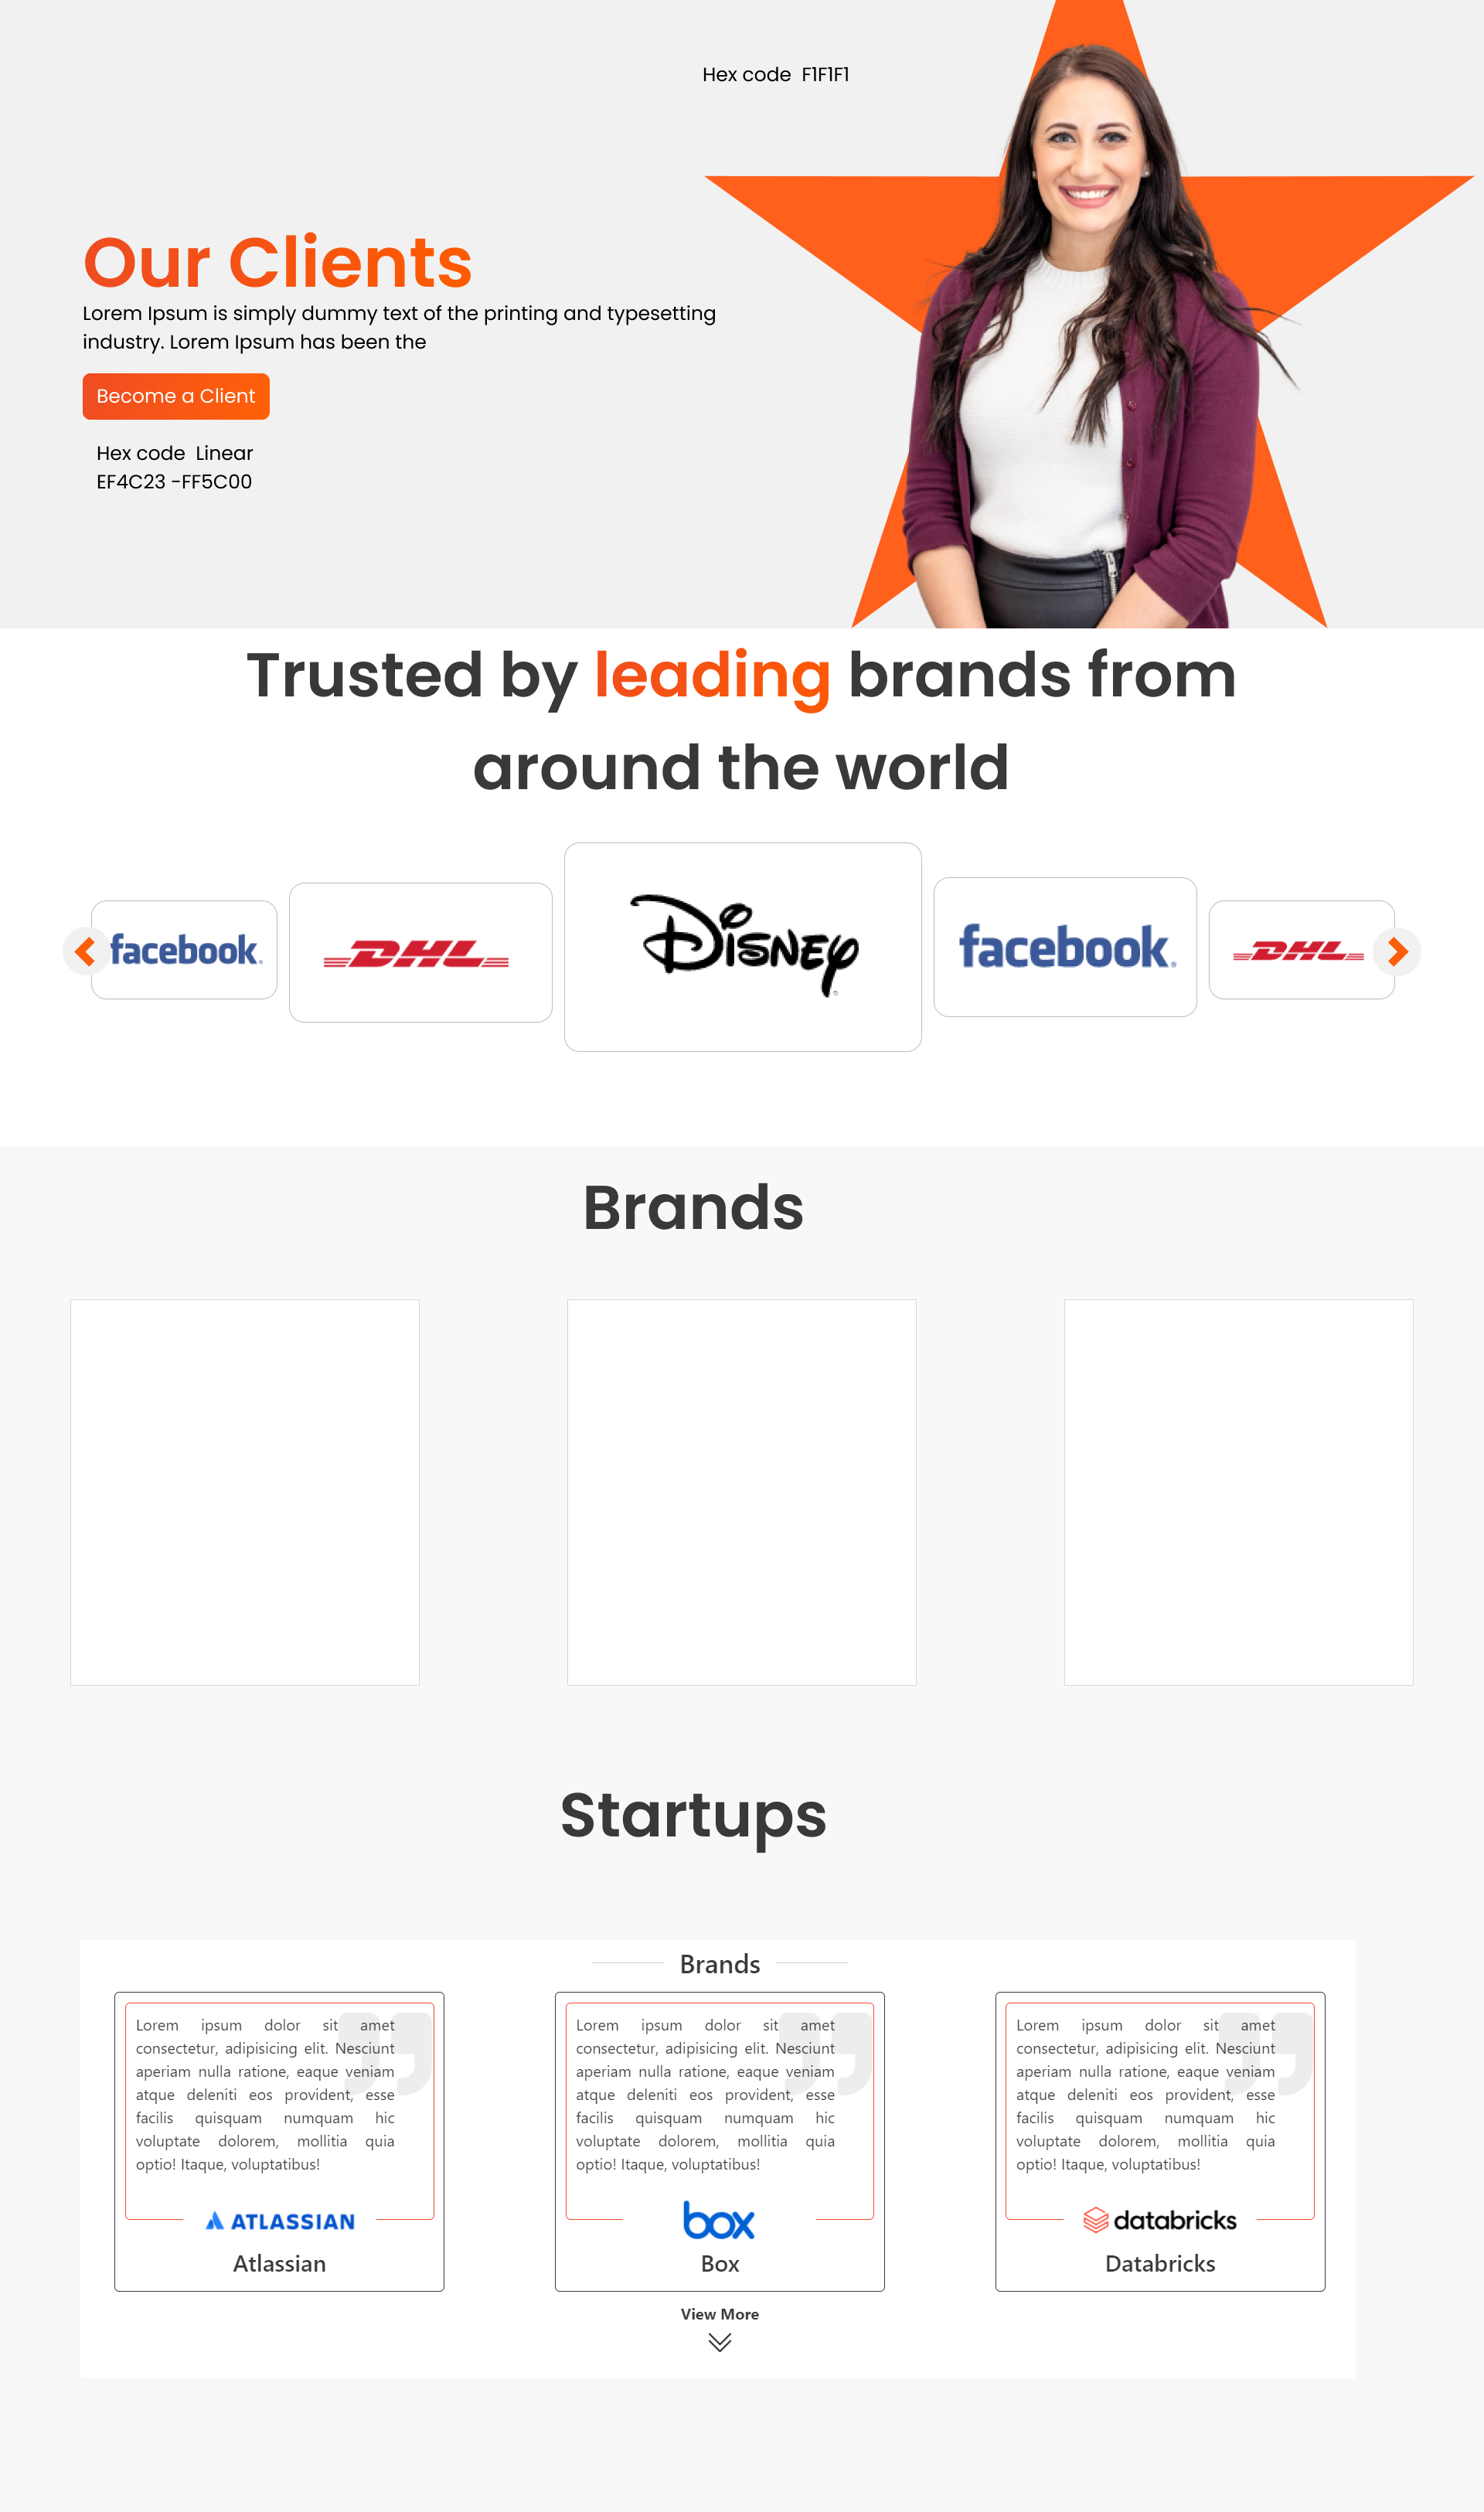 Hex code F1F1F1
Our Clients
Lorem Ipsum is simply dummy text of the printing and typesetting
industry. Lorem Ipsum has been the
Become a Client
Hex code Linear
EF4C23 -FF5C00
Trusted by leading brands from
around the world
facebook®
DHL
Disney®
facebook®
DHL
Brands
Startups
Brands
Lorem ipsum dolor sit amet
consectetur, adipisicing elit. Nesciunt
aperiam nulla ratione, eaque veniam
atque deleniti eos provident, esse
facilis quisquam numquam hic
voluptate dolorem, mollitia quia
optio! Itaque, voluptatibus!
ATLASSIAN
Atlassian
Lorem ipsum dolor sit amet
consectetur, adipisicing elit. Nesciunt
aperiam nulla ratione, eaque veniam
atque deleniti eos provident, esse
facilis quisquam numquam hic
voluptate dolorem, mollitia quia
optio! Itaque, voluptatibus!
box
Box
Lorem ipsum dolor sit amet
consectetur, adipisicing elit. Nesciunt
aperiam nulla ratione, eaque veniam
atque deleniti eos provident, esse
facilis quisquam numquam hic
voluptate dolorem, mollitia quia
optio! Itaque, voluptatibus!
databricks
Databricks
View More